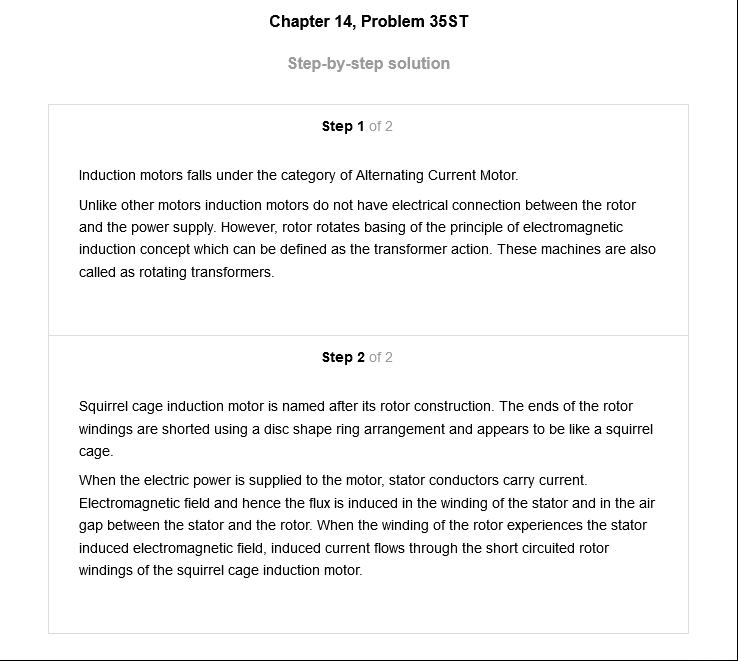 Chapter 14, Problem 35ST
Step-by-step solution
Step 1 of 2
Induction motors falls under the category of Alternating Current Motor.
Unlike other motors induction motors do not have electrical connection between the rotor
and the power supply. However, rotor rotates basing of the principle of electromagnetic
induction concept which can be defined as the transformer action. These machines are also
called as rotating transformers.
Step 2 of 2
Squirrel cage induction motor is named after its rotor construction. The ends of the rotor
windings are shorted using a disc shape ring arrangement and appears to be like a squirrel
cage.
When the electric power is supplied to the motor, stator conductors carry current.
Electromagnetic field and hence the flux is induced in the winding of the stator and in the air
gap between the stator and the rotor. When the winding of the rotor experiences the stator
induced electromagnetic field, induced current flows through the short circuited rotor
windings of the squirrel cage induction motor.